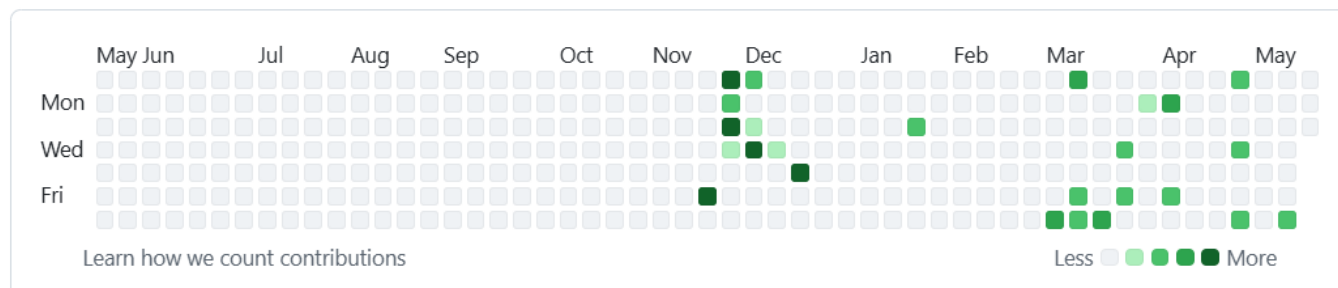 May Jun Jul Aug Sep Oct Nov Dec Jan Feb Mar Apr May
Mon
Wed
Fri
Learn how we count contributions
Less More